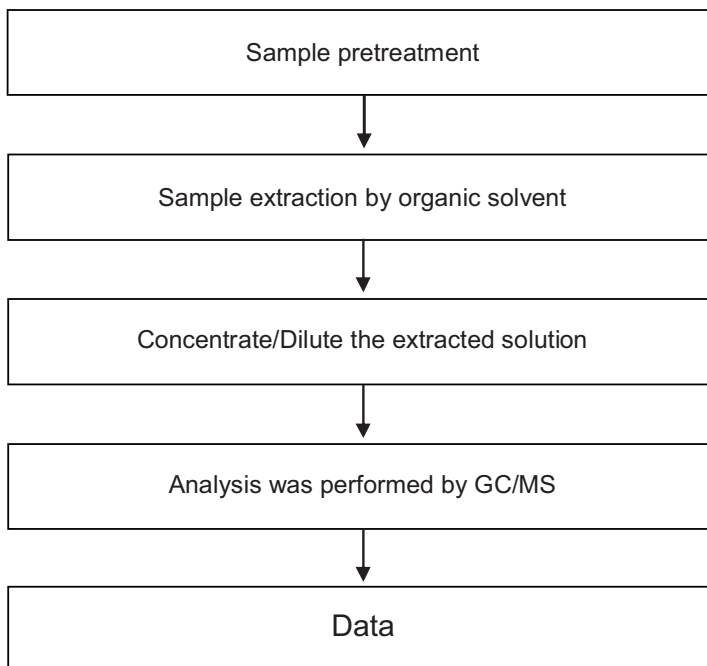 Sample pretreatment
Sample extraction by organic solvent
Concentrate/Dilute the extracted solution
Analysis was performed by GC/MS
Data